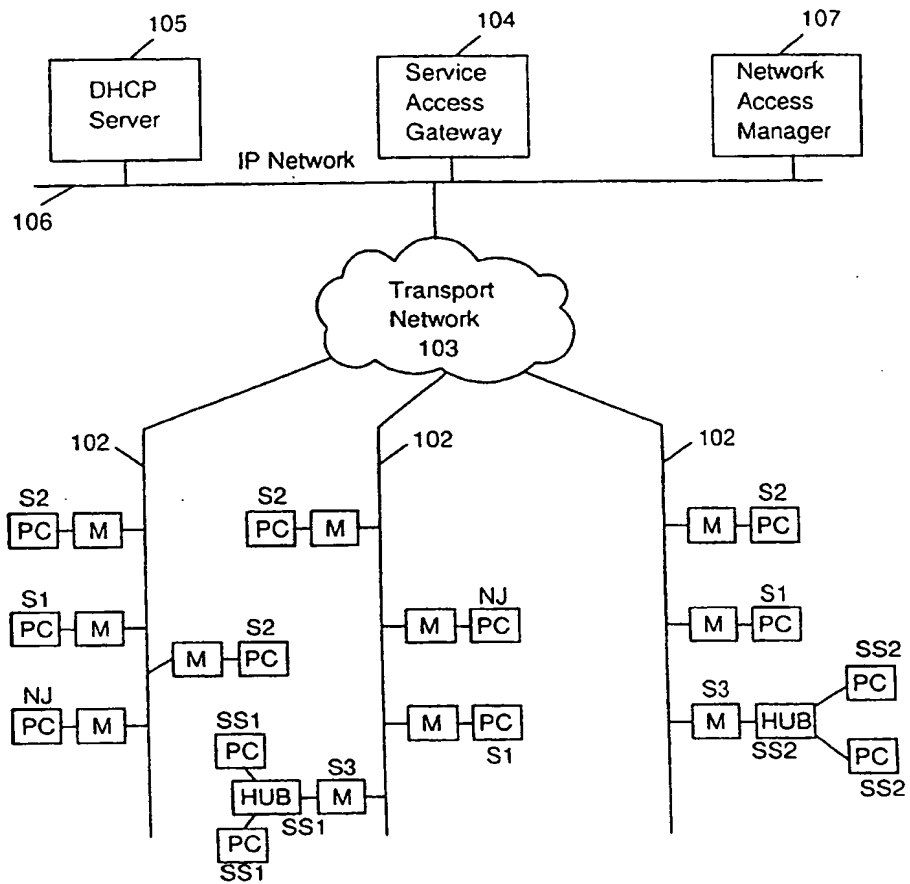 105
104
107
DHCP
Server
Service
Access
Gateway
Network
Access
Manager
IP Network
106
Transport
Network
103
102
102
102
S2
PC
M
S2
PC
M
S2
M
PC
S1
PC
M
NJ
M
PC
S1
M
PC
S2
M
PC
NJ
PC
M
M
PC
S1
SS2
PC
S3
M
HUB
SS2
PC
SS2
SS1
PC
S3
HUB
M
SS1
PC
SS1